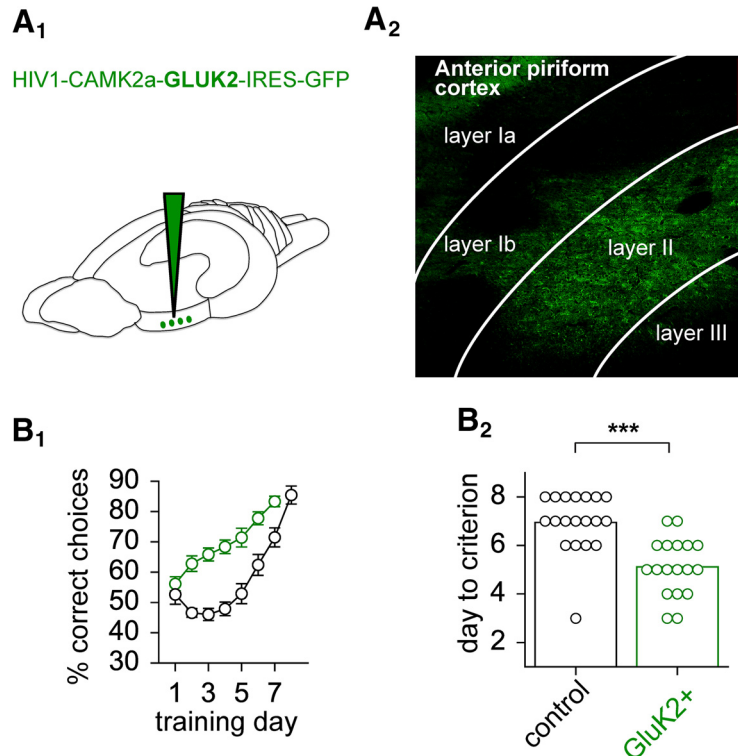 A1
A2
HIV1-CAMK2a-GLUK2-IRES-GFP
Anterior piriform
cortex
layer Ia
layer Ib
layer II
layer III
B1
B2
% correct choices
90
80
70
60
50
40
30
1 3 5 7
training day
***
day to criterion
8
6
4
2
control
GluK2+